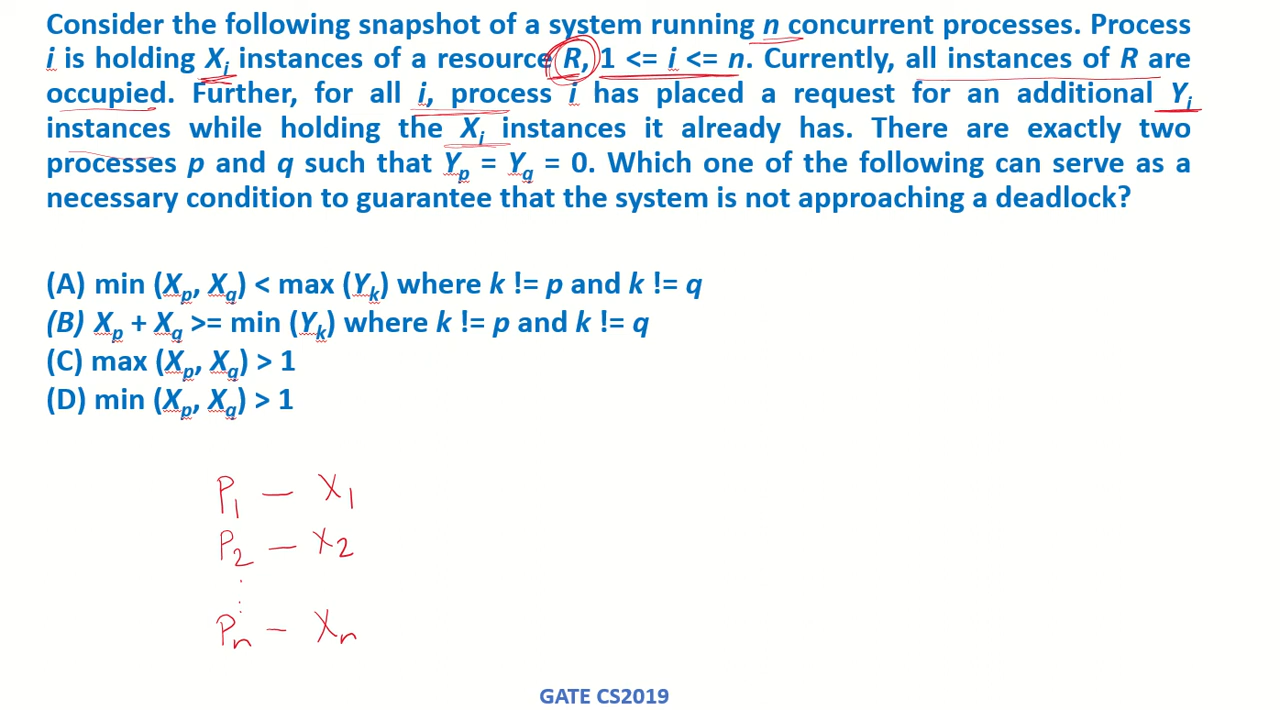 Consider the following snapshot of a system running n concurrent processes. Process
i is holding Xi instances of a resource R, 1 <= i <= n. Currently, all instances of R are
occupied. Further, for all i, process i has placed a request for an additional Yi
instances while holding the Xi instances it already has. There are exactly two
processes p and q such that Yp = Yq = 0. Which one of the following can serve as a
necessary condition to guarantee that the system is not approaching a deadlock?
(A) min (Xp, Xq) < max (Yk) where k != p and k != q
(B) Xp + Xq >= min (Yk) where k != p and k != q
(C) max (Xp, Xq) > 1
(D) min (Xp, Xq) > 1
P1 — X1
P2 — X2
Pn — Xn
GATE CS2019